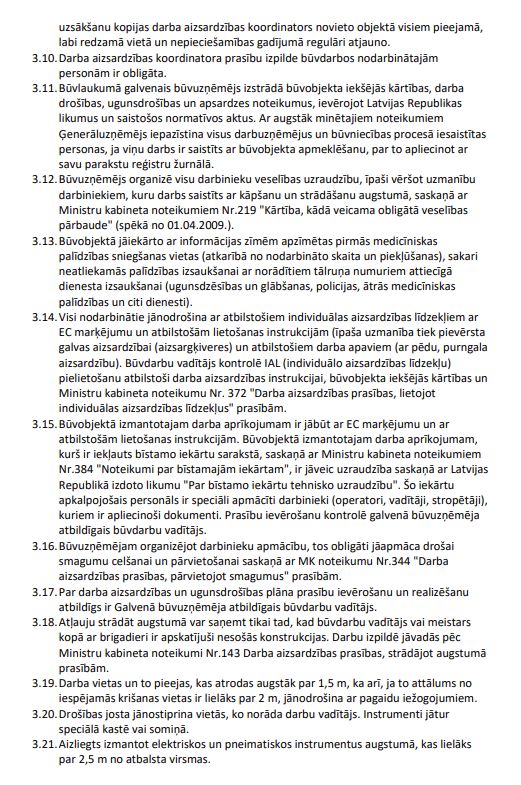 uzsākšanu kopijas darba aizsardzības koordinators novieto objektā visiem pieejamā,
labi redzamā vietā un nepieciešamības gadījumā regulāri atjauno.
3.10. Darba aizsardzības koordinatora prasību izpilde būvdarbos nodarbinātajām
personām ir obligāta.
3.11. Būvlaukumā galvenais būvuzņēmējs izstrādā būvobjekta iekšējās kārtības, darba
drošības, ugunsdrošības un apsardzes noteikumus, ievērojot Latvijas Republikas
likumus un saistošos normatīvos aktus. Ar augstāk minētajiem noteikumiem
Ģenerāluzņēmējs iepazīstina visus darbuzņēmējus un būvniecības procesā iesaistītas
personas, ja viņu darbs ir saistīts ar būvobjekta apmeklēšanu, par to apliecinot ar
savu parakstu reģistru žurnālā.
3.12. Būvuzņēmējs organizē visu darbinieku veselības uzraudzību, īpaši vēršot uzmanību
darbiniekiem, kuru darbs saistīts ar kāpšanu un strādāšanu augstumā, saskaņā ar
Ministru kabineta noteikumiem Nr.219 "Kārtība, kādā veicama obligātā veselības
pārbaude" (spēkā no 01.04.2009.).
3.13. Būvobjektā jāiekārto ar informācijas zīmēm apzīmētas pirmās medicīniskas
palīdzības sniegšanas vietas (atkarībā no nodarbināto skaita un piekļūšanas), sakari
neatliekamās palīdzības izsaukšanai ar norādītiem tālruņa numuriem attiecīgā
dienesta izsaukšanai (ugunsdzēsības un glābšanas, policijas, ātrās medicīniskas
palīdzības un citi dienesti).
3.14. Visi nodarbinātie jānodrošina ar atbilstošiem individuālas aizsardzības līdzekļiem ar
EC marķējumu un atbilstošām lietošanas instrukcijām (īpaša uzmanība tiek pievērsta
galvas aizsardzībai (aizsargķiveres) un atbilstošiem darba apaviem (ar pēdu, purngala
aizsardzību). Būvdarbu vadītājs kontrolē IAL (individuālo aizsardzības līdzekļu)
pielietošanu atbilstoši darba aizsardzības instrukcijai, būvobjekta iekšējās kārtības un
Ministru kabineta noteikumu Nr. 372 "Darba aizsardzības prasības, lietojot
individuālas aizsardzības līdzekļus" prasībām.
3.15. Būvobjektā izmantotajam darba aprīkojumam ir jābūt ar EC marķējumu un ar
atbilstošām lietošanas instrukcijām. Būvobjektā izmantotajam darba aprīkojumam,
kurš ir iekļauts bīstamo iekārtu sarakstā, saskaņā ar Ministru kabineta noteikumiem
Nr.384 "Noteikumi par bīstamajām iekārtam", ir jāveic uzraudzība saskaņā ar Latvijas
Republikā izdoto likumu "Par bīstamo iekārtu tehnisko uzraudzību". Šo iekārtu
apkalpojošais personāls ir speciāli apmācīti darbinieki (operatori, vadītāji, stropētāji),
kuriem ir apliecinoši dokumenti. Prasību ievērošanu kontrolē galvenā būvuzņēmēja
atbildīgais būvdarbu vadītājs.
3.16. Būvuzņēmējam organizējot darbinieku apmācību, tos obligāti jāapmāca drošai
smagumu celšanai un pārvietošanai saskaņā ar MK noteikumu Nr.344 "Darba
aizsardzības prasības, pārvietojot smagumus" prasībām.
3.17. Par darba aizsardzības un ugunsdrošības plāna prasību ievērošanu un realizēšanu
atbildīgs ir Galvenā būvuzņēmēja atbildīgais būvdarbu vadītājs.
3.18. Atļauju strādāt augstumā var saņemt tikai tad, kad būvdarbu vadītājs vai meistars
kopā ar brigadieri ir apskatījuši nesošās konstrukcijas. Darbu izpildē jāvadās pēc
Ministru kabineta noteikumi Nr.143 Darba aizsardzības prasības, strādājot augstumā
prasībām.
3.19. Darba vietas un to pieejas, kas atrodas augstāk par 1,5 m, ka arī, ja to attālums no
iespējamās krišanas vietas ir lielāks par 2 m, jānodrošina ar pagaidu iežogojumiem.
3.20. Drošības josta jānostiprina vietās, ko norāda darbu vadītājs. Instrumenti jātur
speciālā kastē vai somiņa.
3.21. Aizliegts izmantot elektriskos un pneimatiskos instrumentus augstumā, kas lielāks
par 2,5 m no atbalsta virsmas.